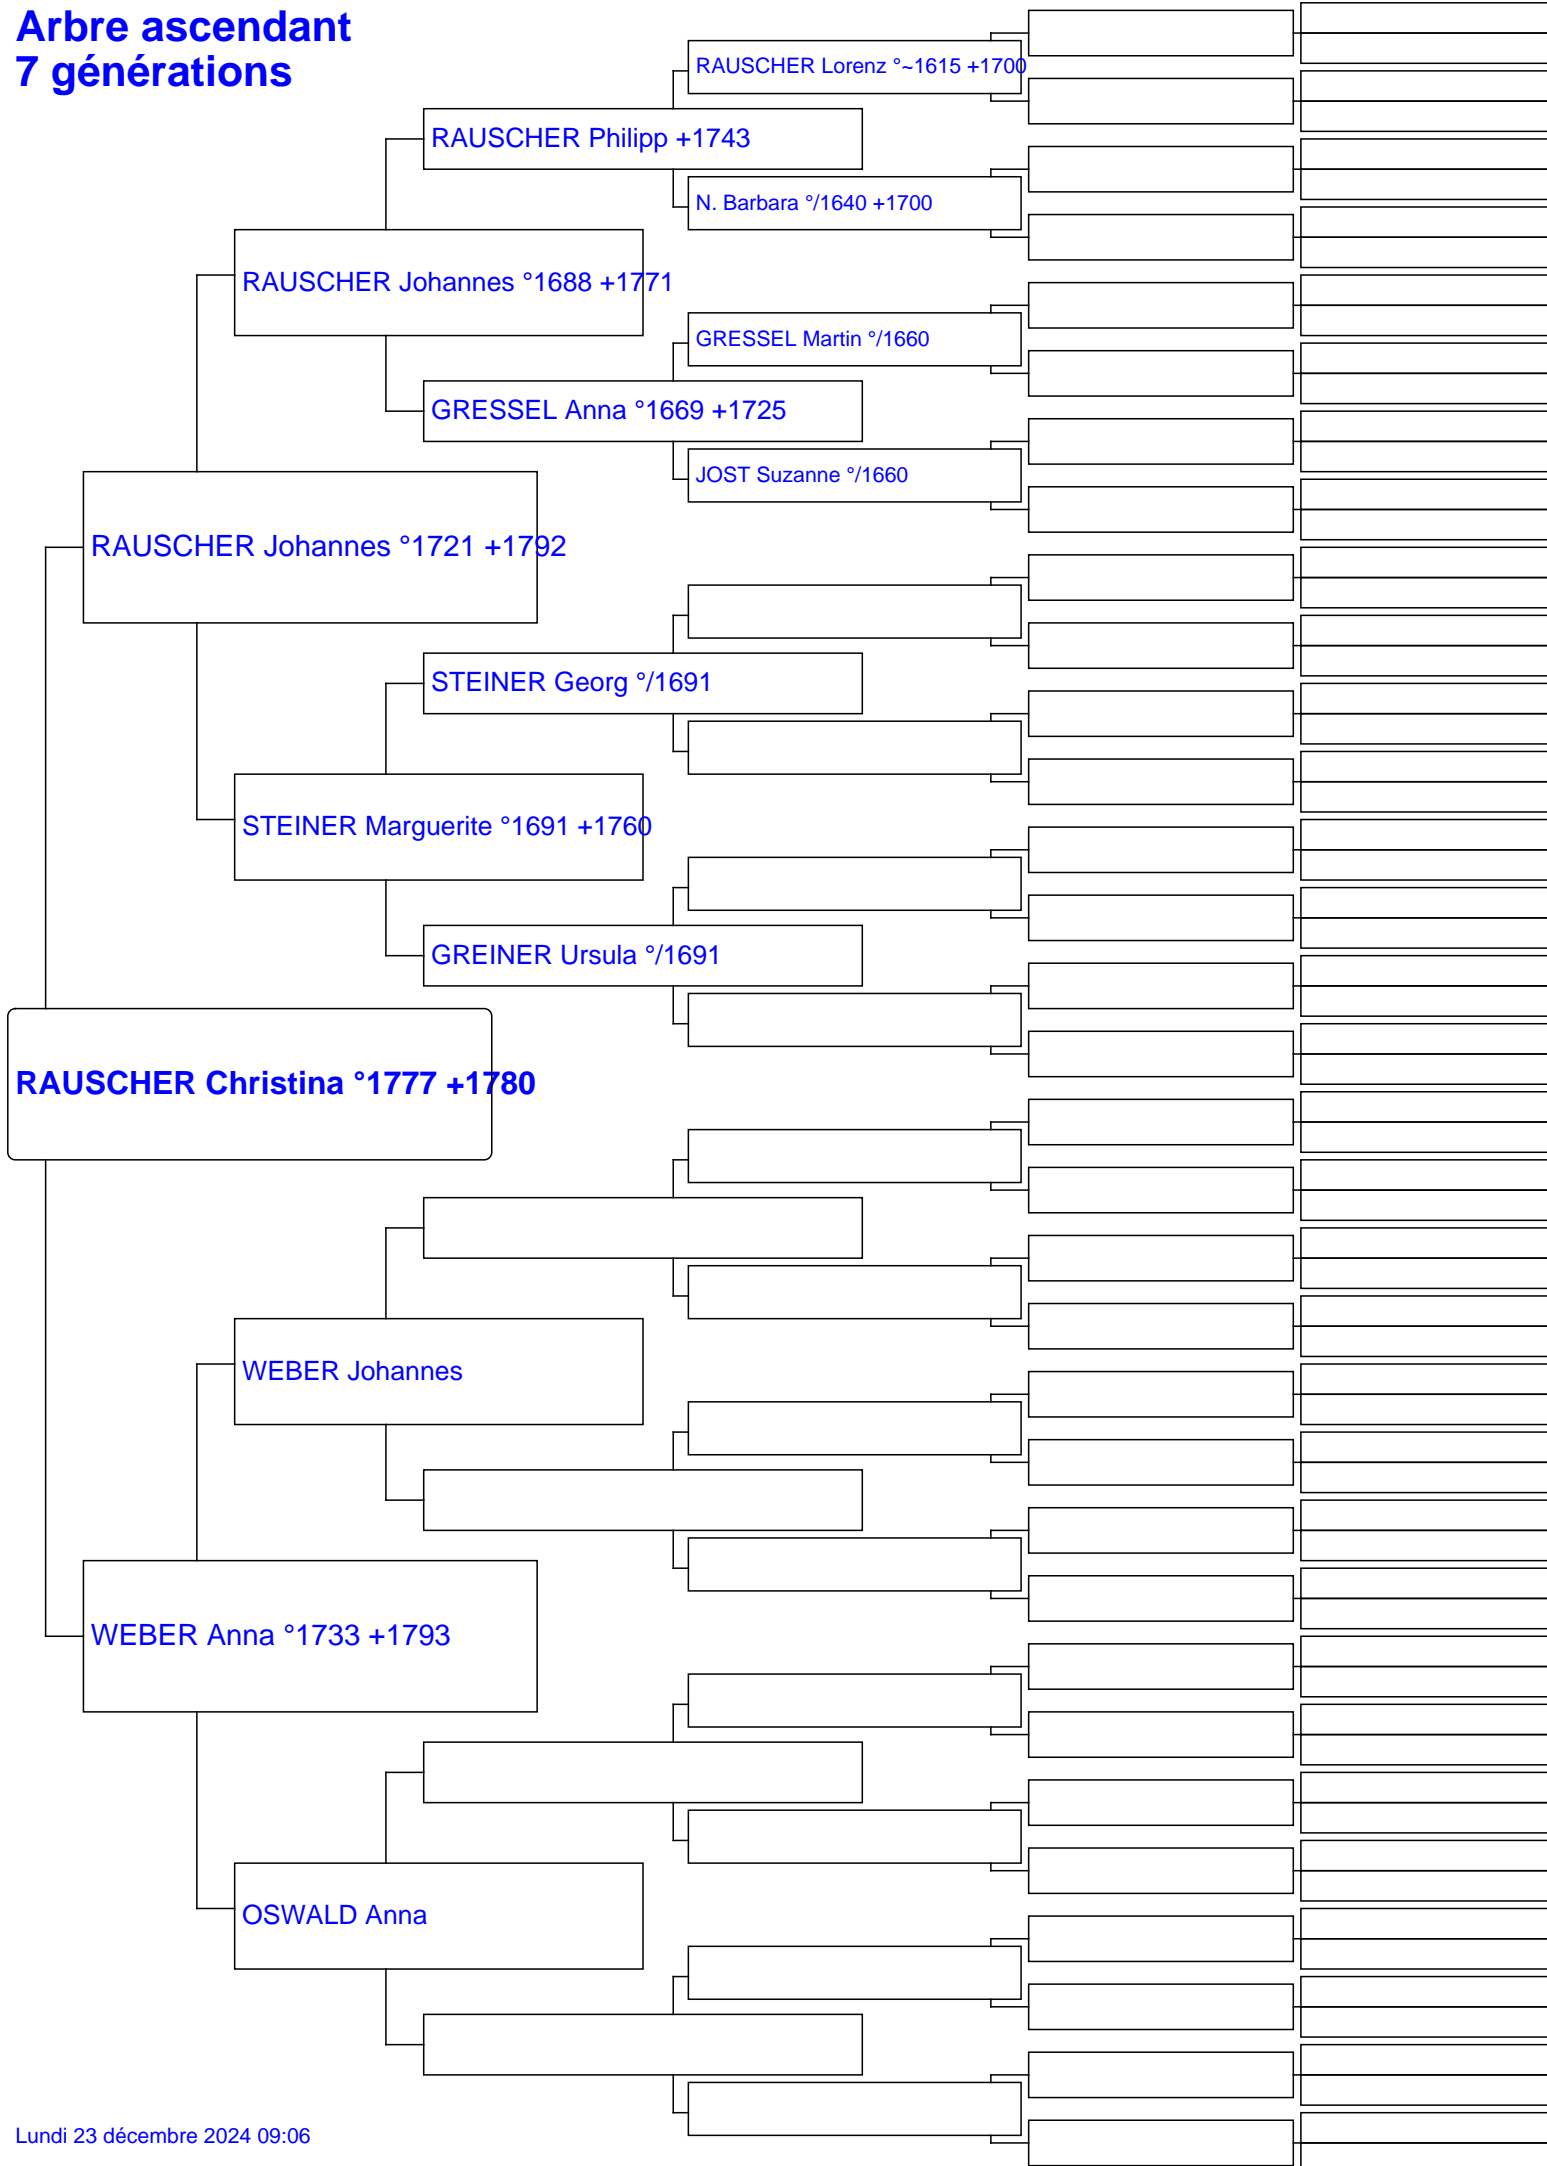 Arbre ascendant
7 générations
RAUSCHER Lorenz °~1615 +1700
RAUSCHER Philipp +1743
N. Barbara °/1640 +1700
RAUSCHER Johannes °1688 +1771
GRESSEL Martin °/1660
GRESSEL Anna °1669 +1725
JOST Suzanne °/1660
RAUSCHER Johannes °1721 +1792
STEINER Georg °/1691
STEINER Marguerite °1691 +1760
GREINER Ursula °/1691
RAUSCHER Christina °1777 +1780
WEBER Johannes
WEBER Anna °1733 +1793
OSWALD Anna
Lundi 23 décembre 2024 09:06